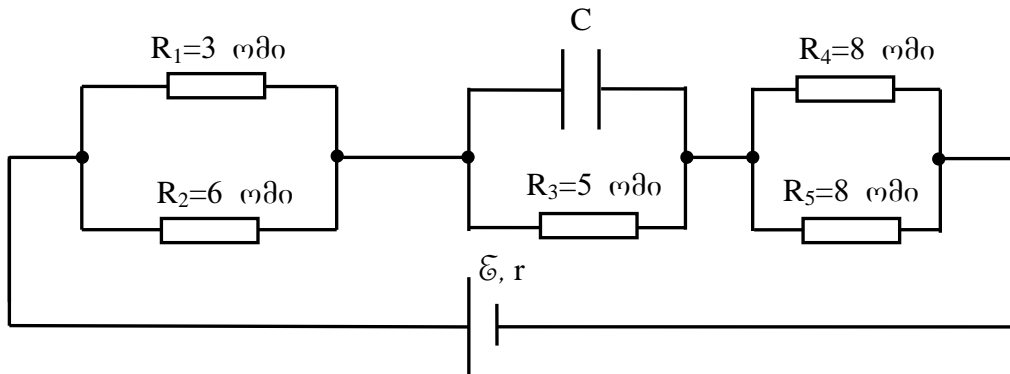 C
R₁=3 ომი
R₄=8 ომი
R₂=6 ომი
R₃=5 ომი
R₅=8 ომი
ℰ, r